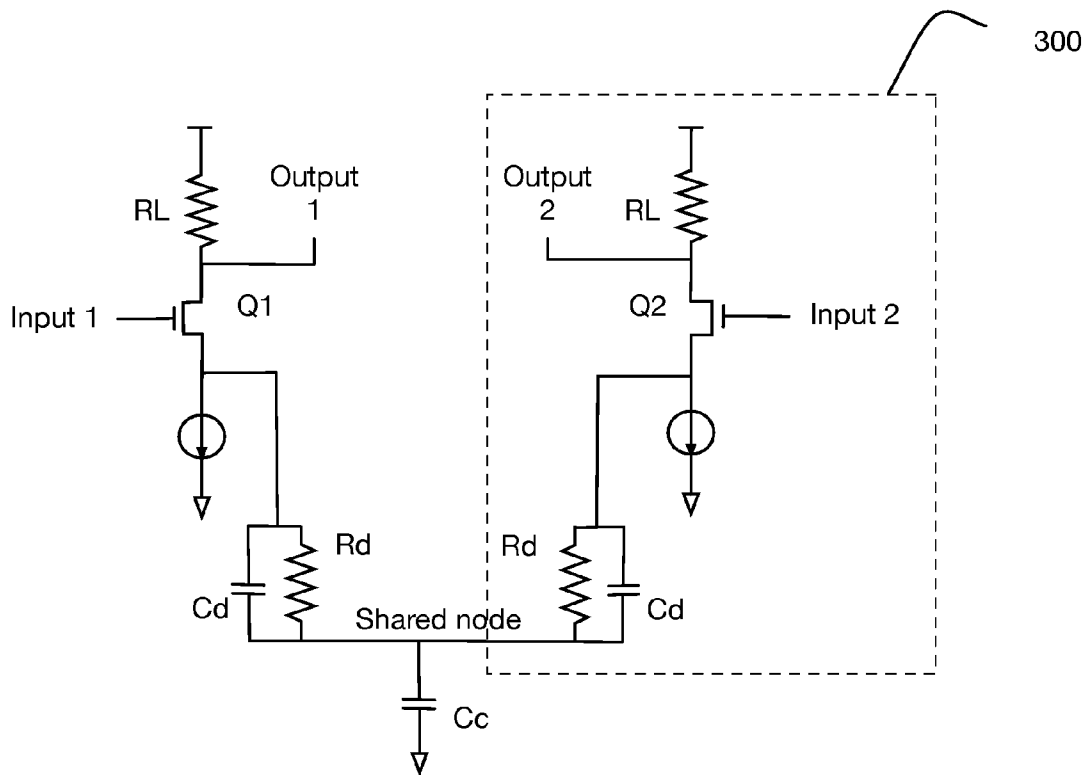 300
Output
1
Output
2
RL
RL
Input 1
Q1
Q2
Input 2
Rd
Rd
Cd
Cd
Shared node
Cc